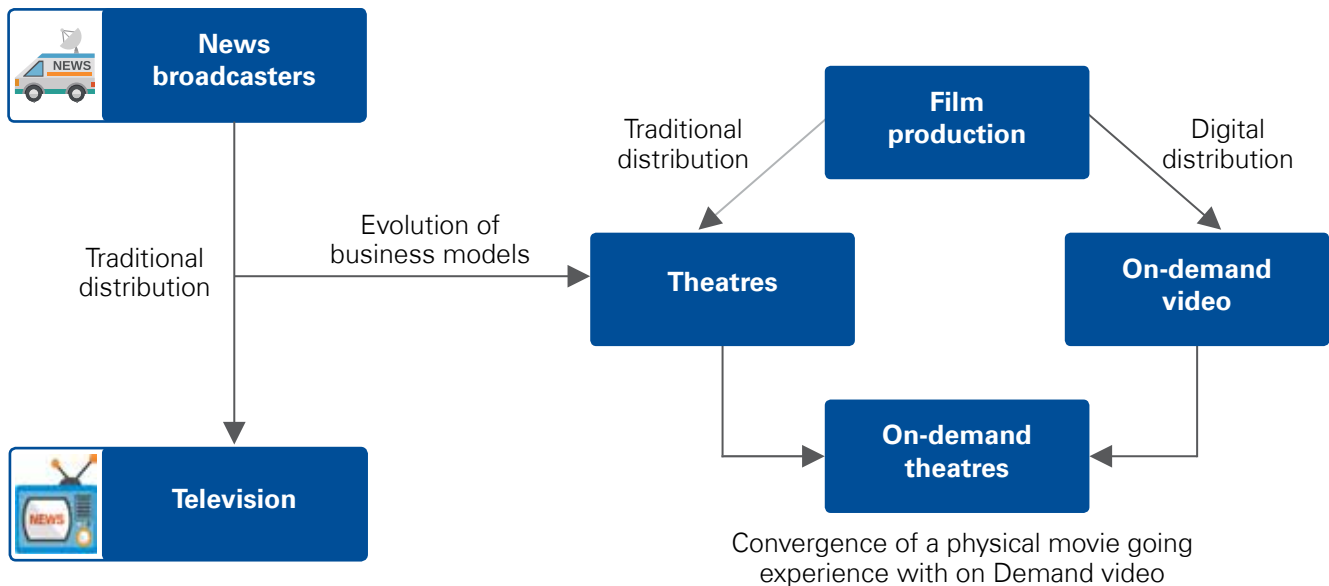 NEWS
News
broadcasters
Film
production
Traditional
distribution
Digital
distribution
Evolution of
business models
Traditional
distribution
Theatres
On-demand
video
On-demand
theatres
NEWS
Television
Convergence of a physical movie going
experience with on Demand video